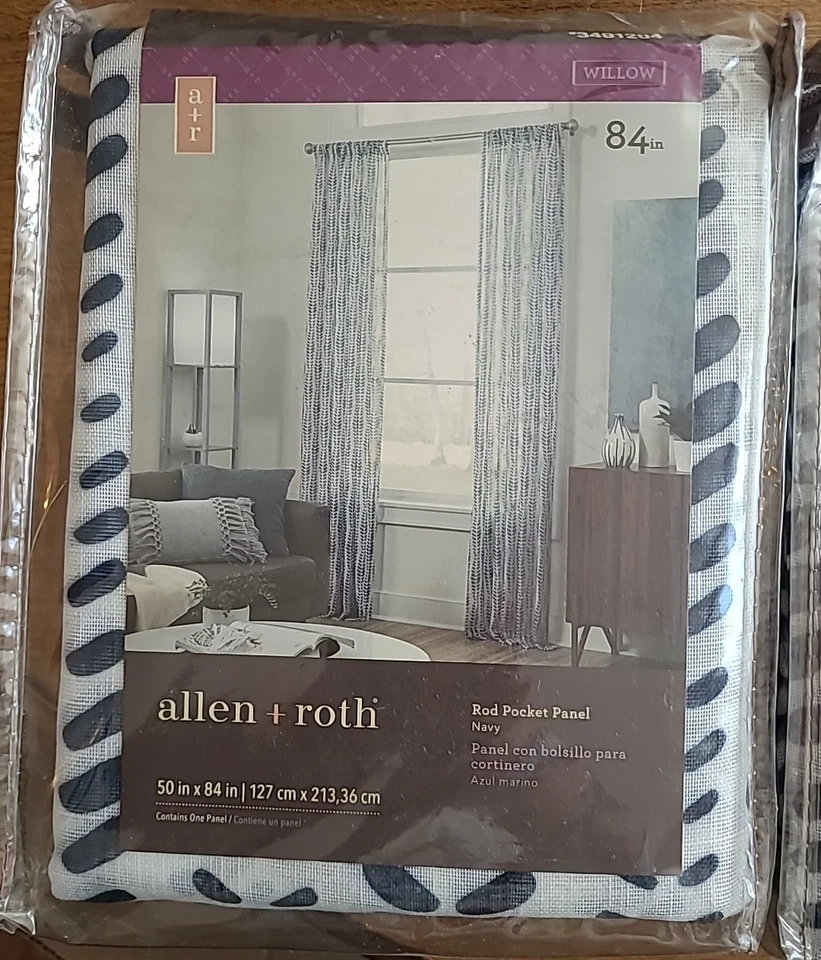 #3401204
WILLOW
a+r
84in
allen + roth®
Rod Pocket Panel
Navy
Panel con bolsillo para
cortinero
Azul marino
50 in x 84 in | 127 cm x 213,36 cm
Contains One Panel / Contiene un panel